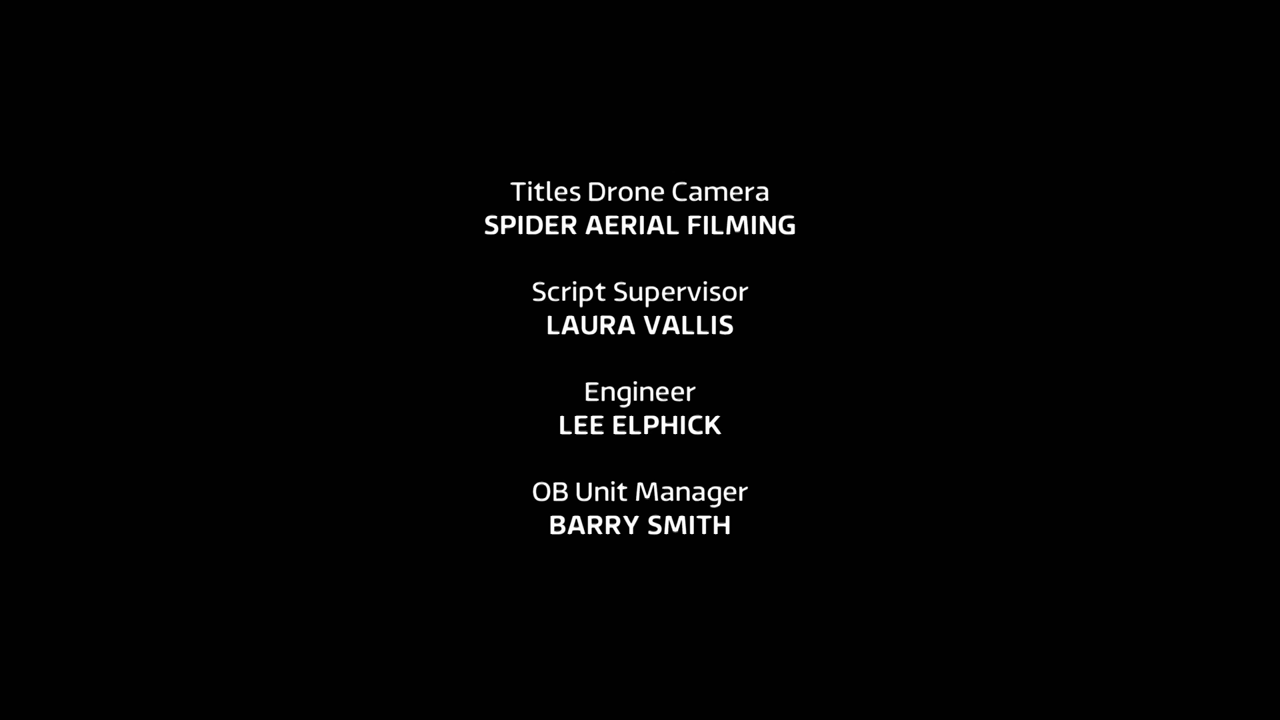 Titles Drone Camera
SPIDER AERIAL FILMING
Script Supervisor
LAURA VALLIS
Engineer
LEE ELPHICK
OB Unit Manager
BARRY SMITH